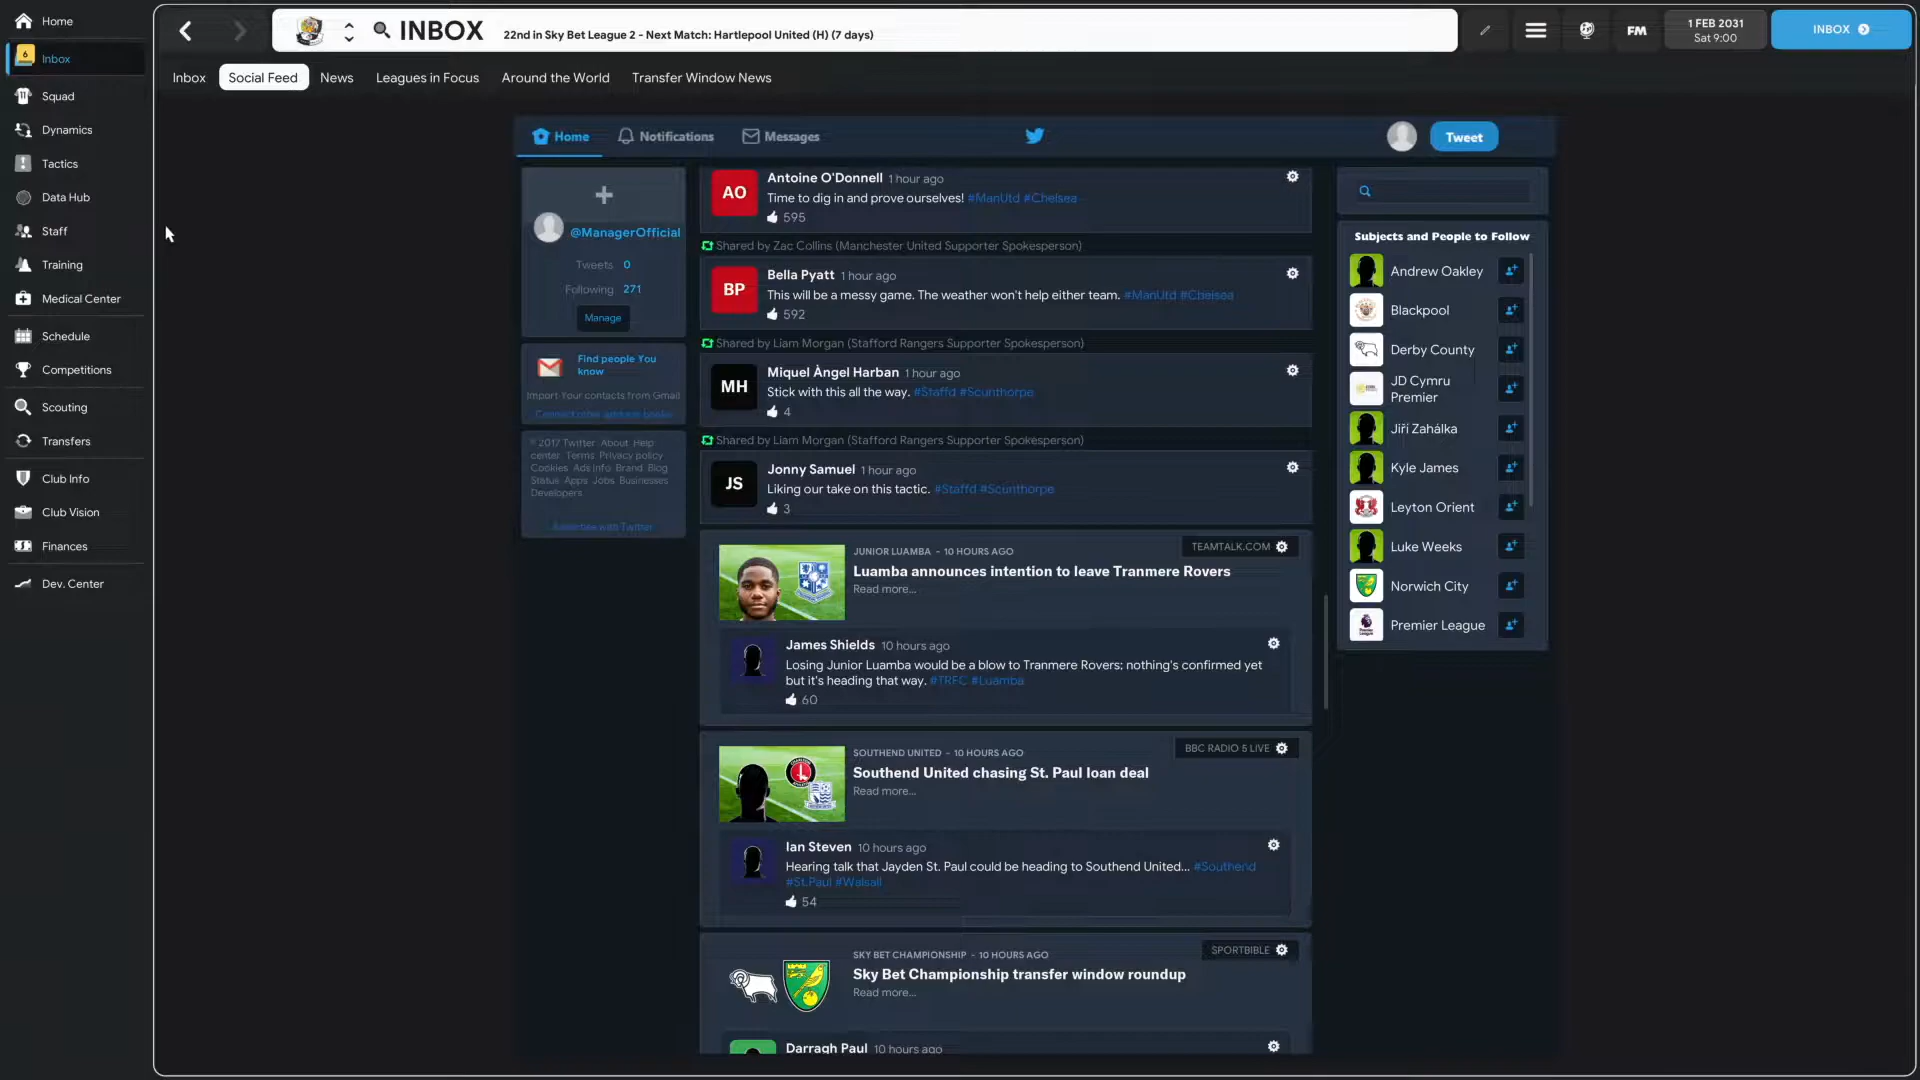 Home
6
Inbox
Squad
Dynamics
Tactics
Data Hub
Staff
Training
Medical Center
Schedule
Competitions
Scouting
Transfers
Club Info
Club Vision
Finances
Dev. Center
INBOX
22nd in Sky Bet League 2 - Next Match: Hartlepool United (H) (7 days)
FM
1 FEB 2031
Sat 9:00
INBOX
Inbox
Social Feed
News
Leagues in Focus
Around the World
Transfer Window News
Home
Notifications
Messages
Tweet
@ManagerOfficial
Tweets 0
Following 271
Manage
Find people You
know
Import Your contacts from Gmail
Connect other address books
© 2017 Twitter About Help
center Terms Privacy policy
Cookies Ads info Brand Blog
Status Apps Jobs Businesses
Developers
Advertise with Twitter
AO
Antoine O'Donnell 1 hour ago
Time to dig in and prove ourselves! #ManUtd #Chelsea
595
Shared by Zac Collins (Manchester United Supporter Spokesperson)
BP
Bella Pyatt 1 hour ago
This will be a messy game. The weather won't help either team. #ManUtd #Chelsea
592
Shared by Liam Morgan (Stafford Rangers Supporter Spokesperson)
MH
Miquel Àngel Harban 1 hour ago
Stick with this all the way. #Staffd #Scunthorpe
4
Shared by Liam Morgan (Stafford Rangers Supporter Spokesperson)
JS
Jonny Samuel 1 hour ago
Liking our take on this tactic. #Staffd #Scunthorpe
3
JUNIOR LUAMBA - 10 HOURS AGO
TEAMTALK.COM
Luamba announces intention to leave Tranmere Rovers
Read more...
James Shields 10 hours ago
Losing Junior Luamba would be a blow to Tranmere Rovers; nothing's confirmed yet
but it's heading that way. #TRFC #Luamba
60
SOUTHEND UNITED - 10 HOURS AGO
BBC RADIO 5 LIVE
Southend United chasing St. Paul loan deal
Read more...
Ian Steven 10 hours ago
Hearing talk that Jayden St. Paul could be heading to Southend United... #Southend
#St.Paul #Walsall
54
SKY BET CHAMPIONSHIP - 10 HOURS AGO
SPORTBIBLE
Sky Bet Championship transfer window roundup
Read more...
Darragh Paul 10 hours ago
Subjects and People to Follow
Andrew Oakley
Blackpool
Derby County
JD Cymru
Premier
Jiří Zahálka
Kyle James
Leyton Orient
Luke Weeks
Norwich City
Premier League